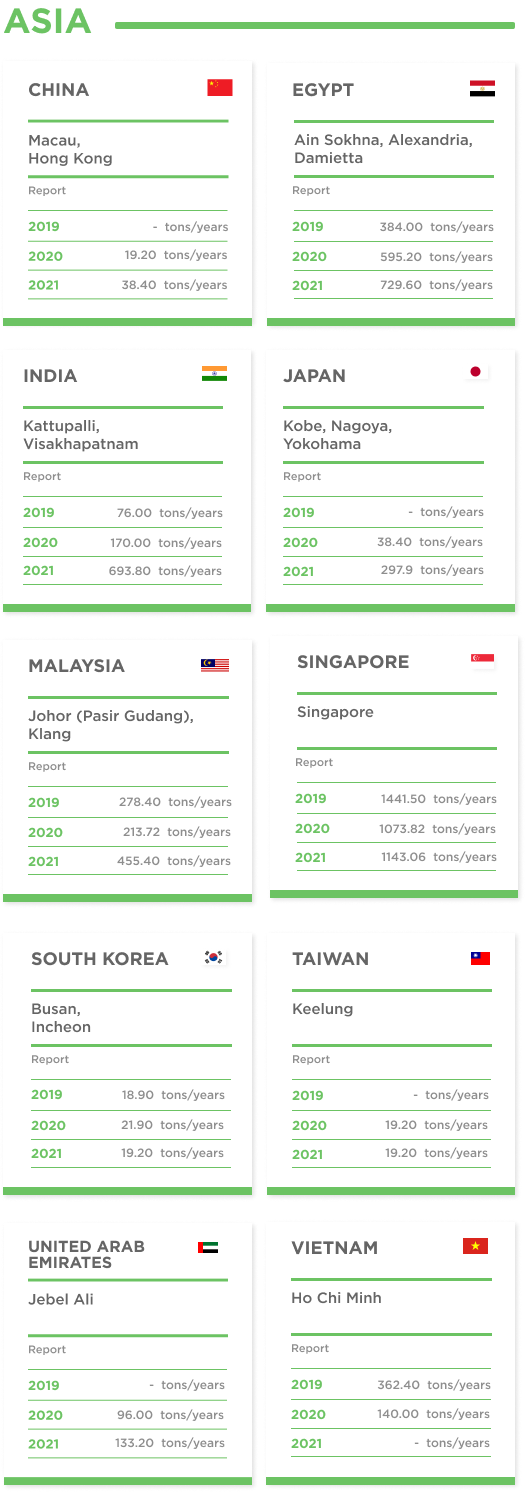 ASIA
CHINA
Macau,
Hong Kong
Report
2019 - tons/years
2020 19.20 tons/years
2021 38.40 tons/years
EGYPT
Ain Sokhna, Alexandria,
Damietta
Report
2019 384.00 tons/years
2020 595.20 tons/years
2021 729.60 tons/years
INDIA
Kattupalli,
Visakhapatnam
Report
2019 76.00 tons/years
2020 170.00 tons/years
2021 693.80 tons/years
JAPAN
Kobe, Nagoya,
Yokohama
Report
2019 - tons/years
2020 38.40 tons/years
2021 297.9 tons/years
MALAYSIA
Johor (Pasir Gudang),
Klang
Report
2019 278.40 tons/years
2020 213.72 tons/years
2021 455.40 tons/years
SINGAPORE
Singapore
Report
2019 1441.50 tons/years
2020 1073.82 tons/years
2021 1143.06 tons/years
SOUTH KOREA
Busan,
Incheon
Report
2019 18.90 tons/years
2020 21.90 tons/years
2021 19.20 tons/years
TAIWAN
Keelung
Report
2019 - tons/years
2020 19.20 tons/years
2021 19.20 tons/years
UNITED ARAB
EMIRATES
Jebel Ali
Report
2019 - tons/years
2020 96.00 tons/years
2021 133.20 tons/years
VIETNAM
Ho Chi Minh
Report
2019 362.40 tons/years
2020 140.00 tons/years
2021 - tons/years